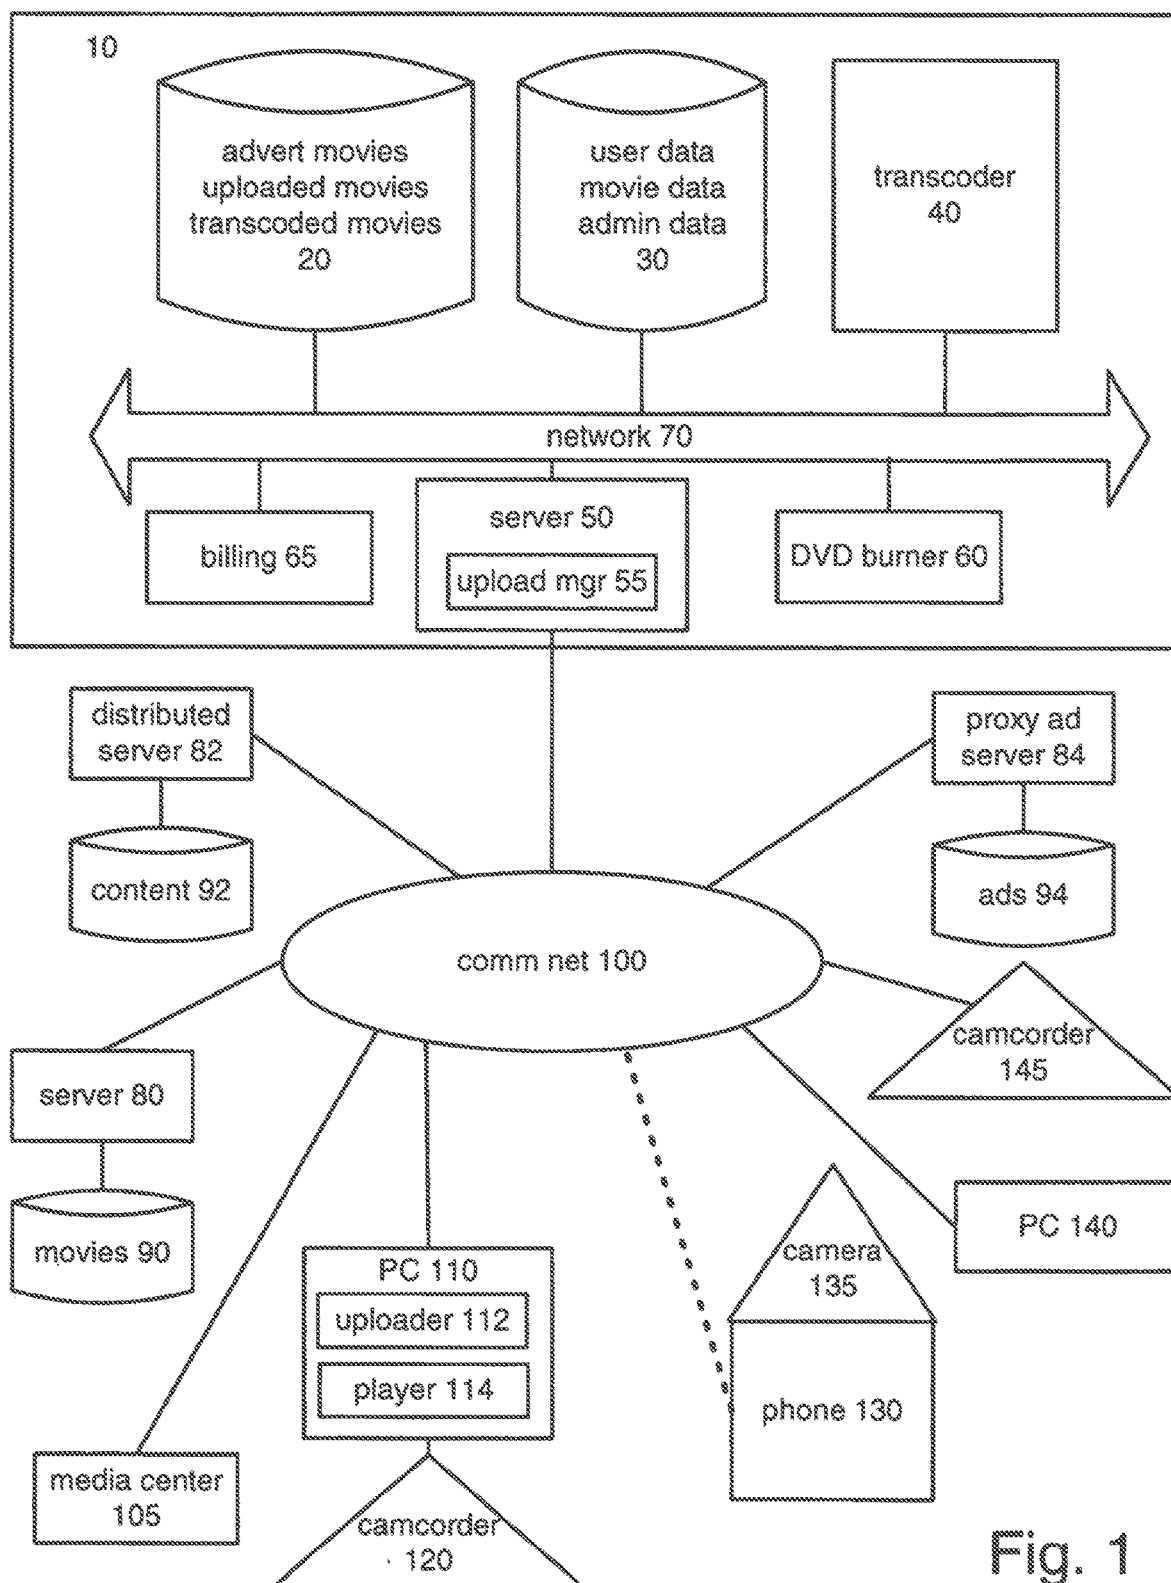 10
advert movies
uploaded movies
transcoded movies
20
user data
movie data
admin data
30
transcoder
40
network 70
billing 65
server 50
upload mgr 55
DVD burner 60
distributed
server 82
content 92
proxy ad
server 84
ads 94
comm net 100
camcorder
145
server 80
movies 90
PC 140
camera
135
phone 130
PC 110
uploader 112
player 114
media center
105
camcorder
120
Fig. 1